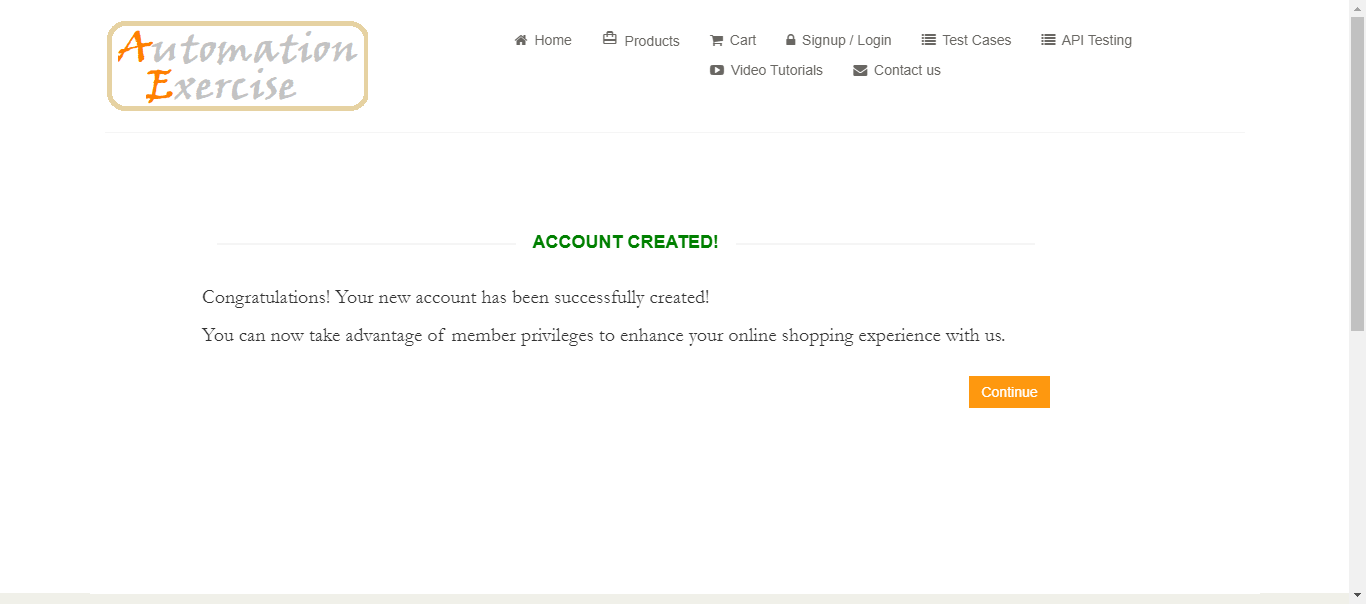 Automation
Exercise
Home Products Cart Signup / Login Test Cases API Testing
Video Tutorials Contact us
ACCOUNT CREATED!
Congratulations! Your new account has been successfully created!
You can now take advantage of member privileges to enhance your online shopping experience with us.
Continue